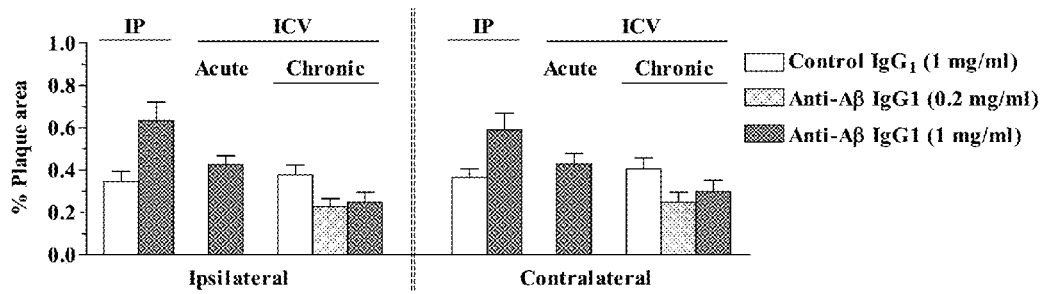 IP ICV IP ICV
Acute Chronic Acute Chronic
% Plaque area
1.0
0.8
0.6
0.4
0.2
0.0
Ipsilateral Contralateral
Control IgG₁ (1 mg/ml)
Anti-Aβ IgG1 (0.2 mg/ml)
Anti-Aβ IgG1 (1 mg/ml)